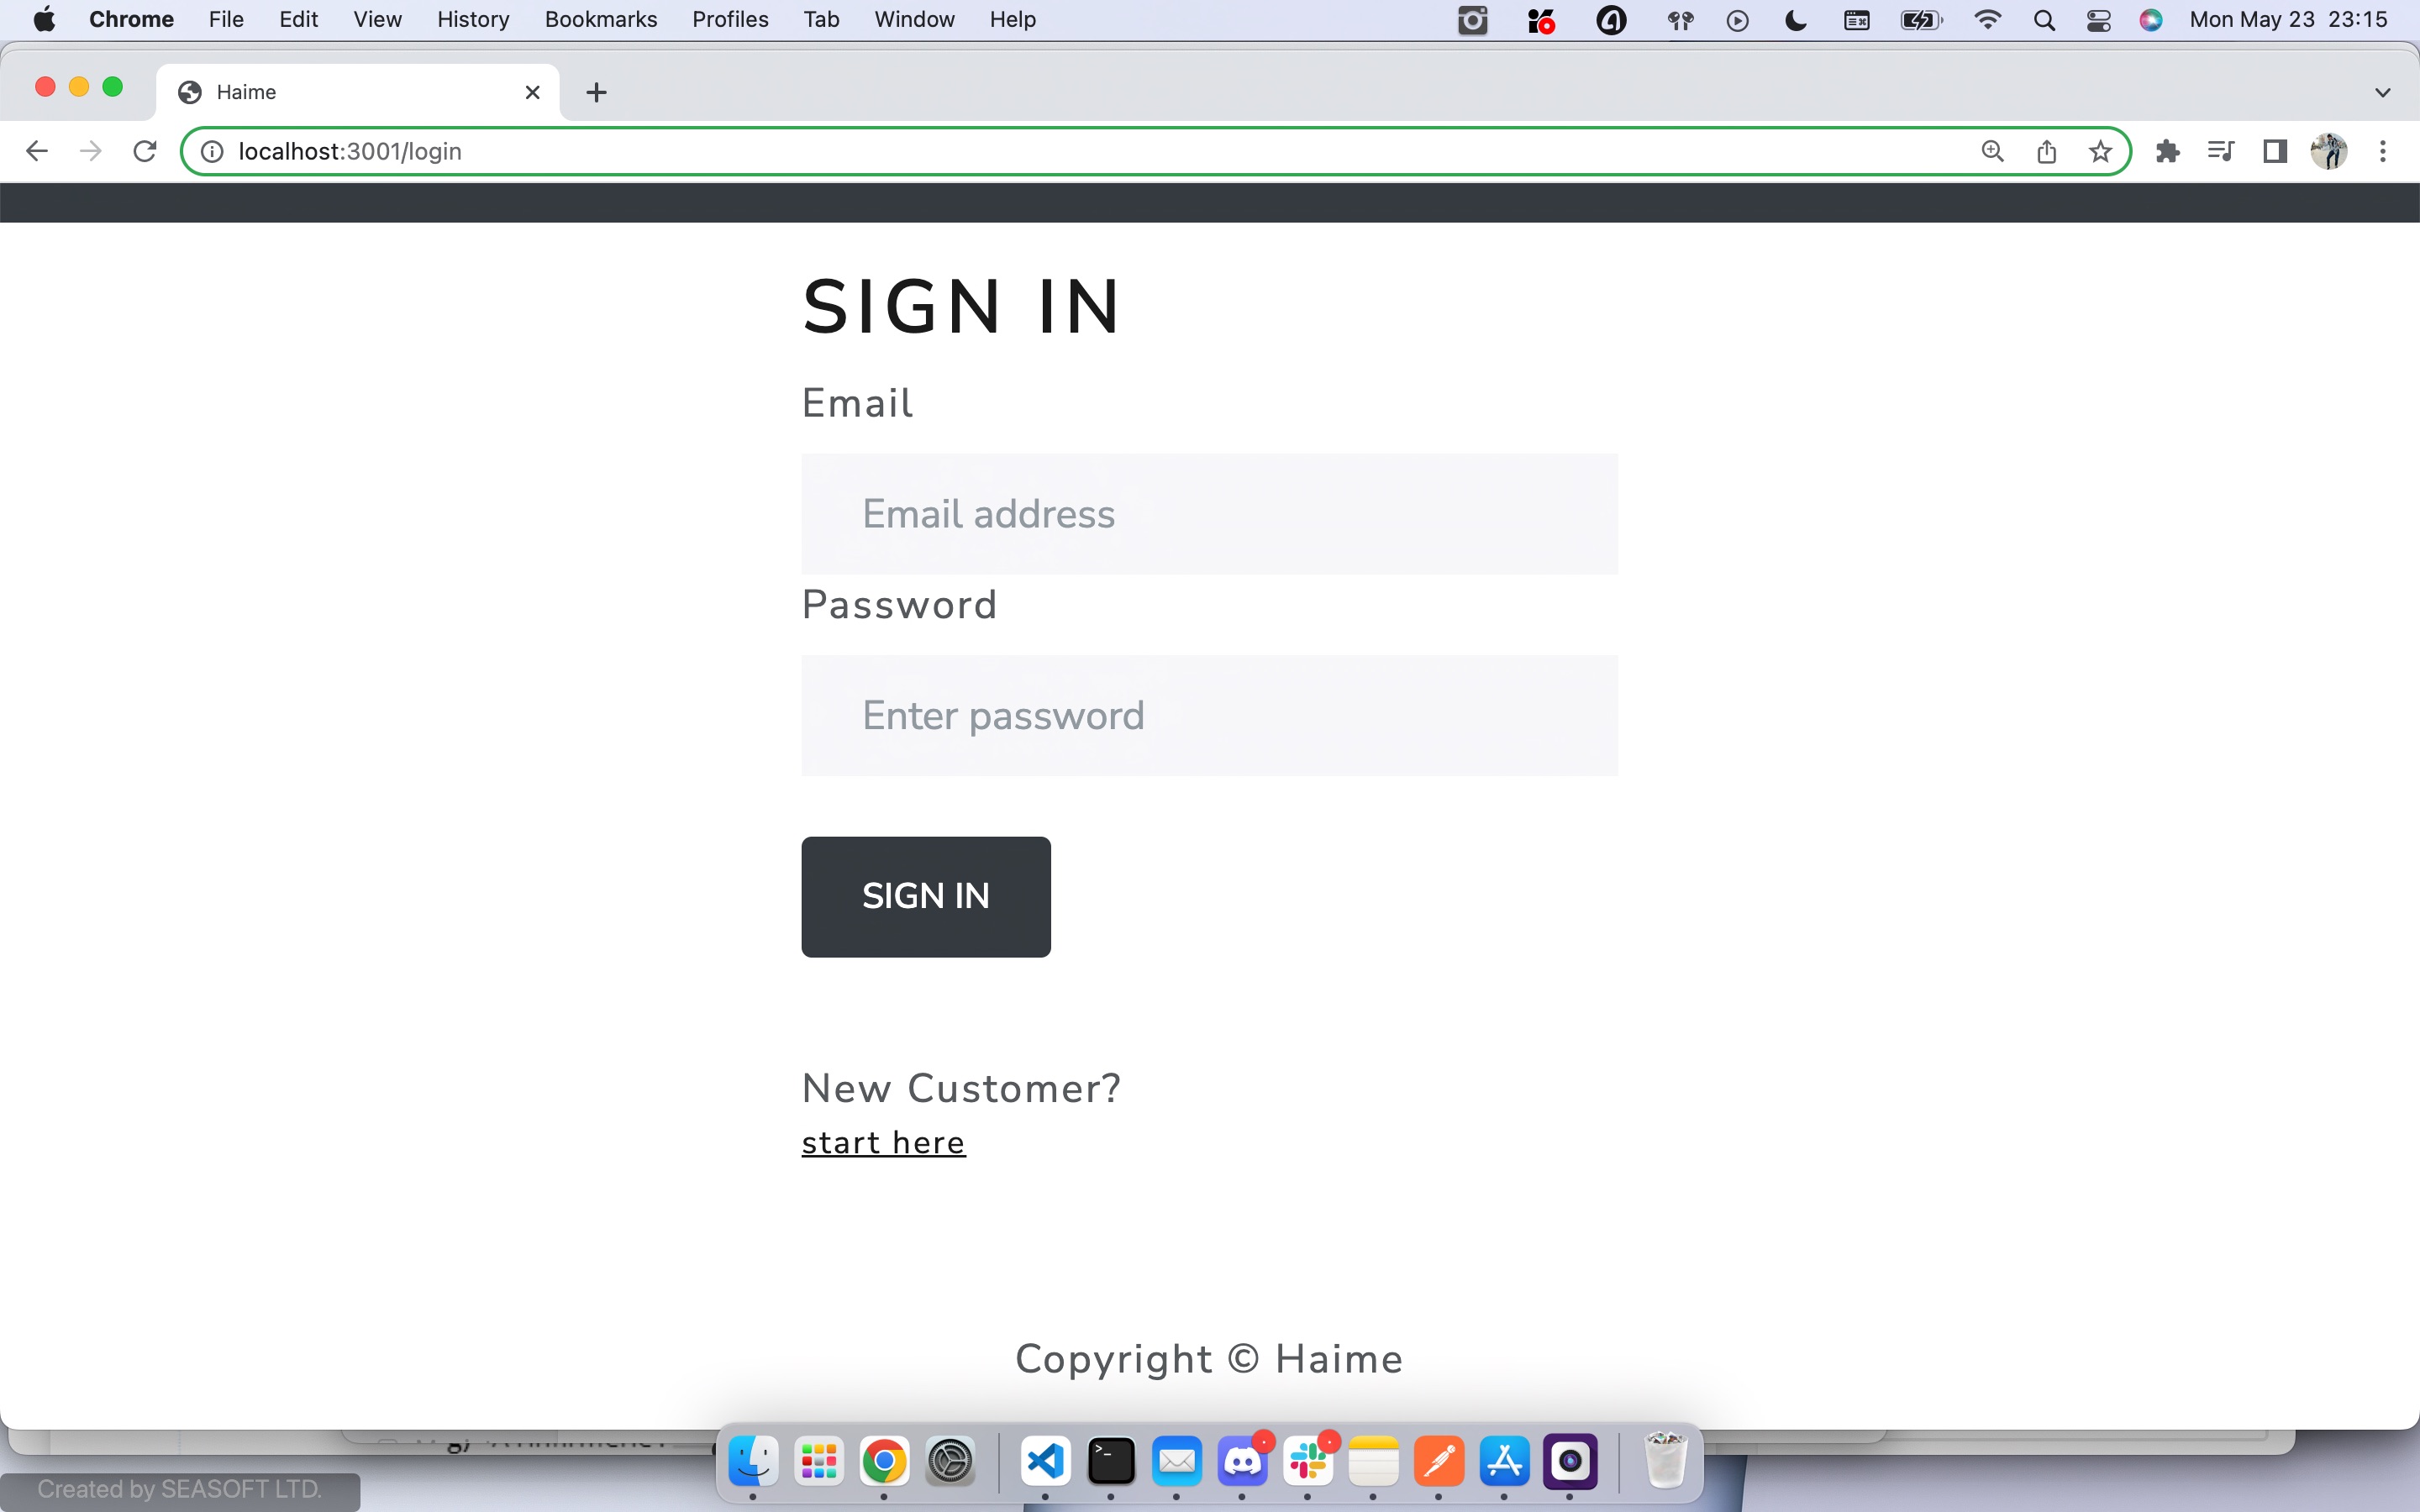 Chrome File Edit View History Bookmarks Profiles Tab Window Help Mon May 23 23:15
Haime
localhost:3001/login
SIGN IN
Email
Email address
Password
Enter password
SIGN IN
New Customer?
start here
Copyright © Haime
Created by SEASOFT LTD.